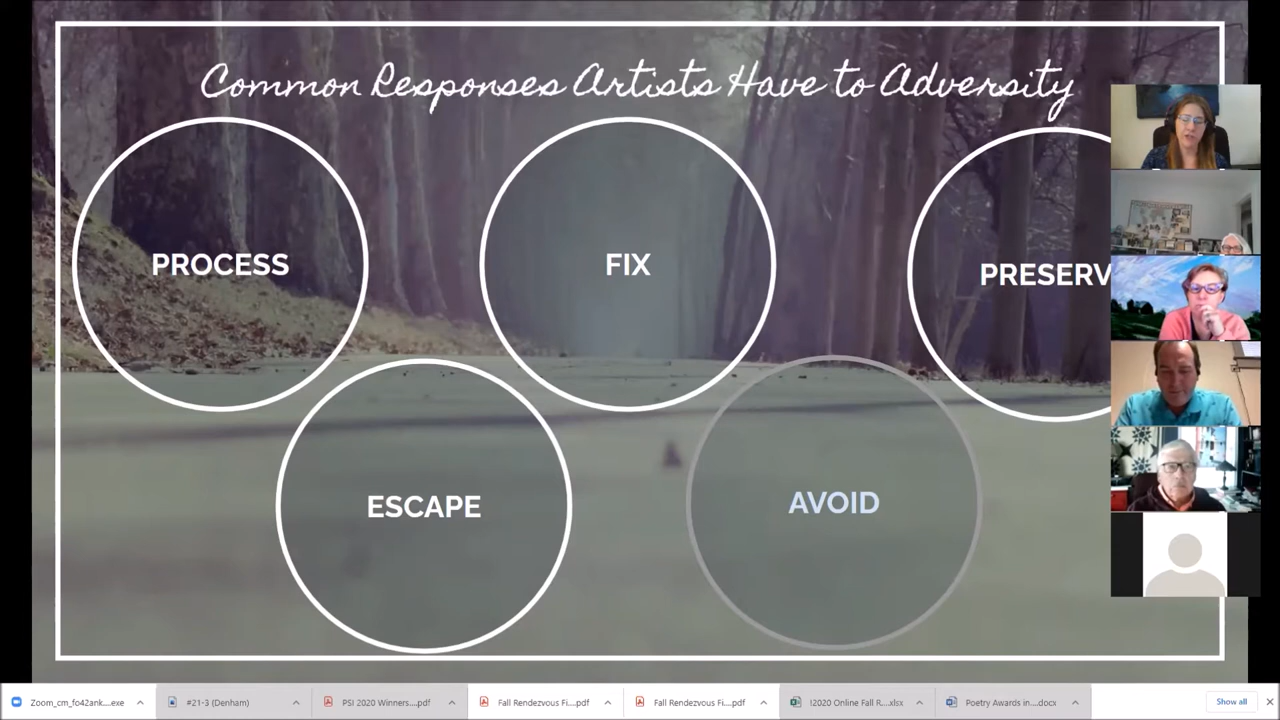 Common Responses Artists Have to Adversity
PROCESS
FIX
PRESERV
ESCAPE
AVOID
Zoom_cm_fo42ank....exe
#21-3 (Denham)
PSI 2020 Winners....pdf
Fall Rendezvous Fi....pdf
Fall Rendezvous Fi....pdf
!2020 Online Fall R....xlsx
Poetry Awards in....docx
Show all